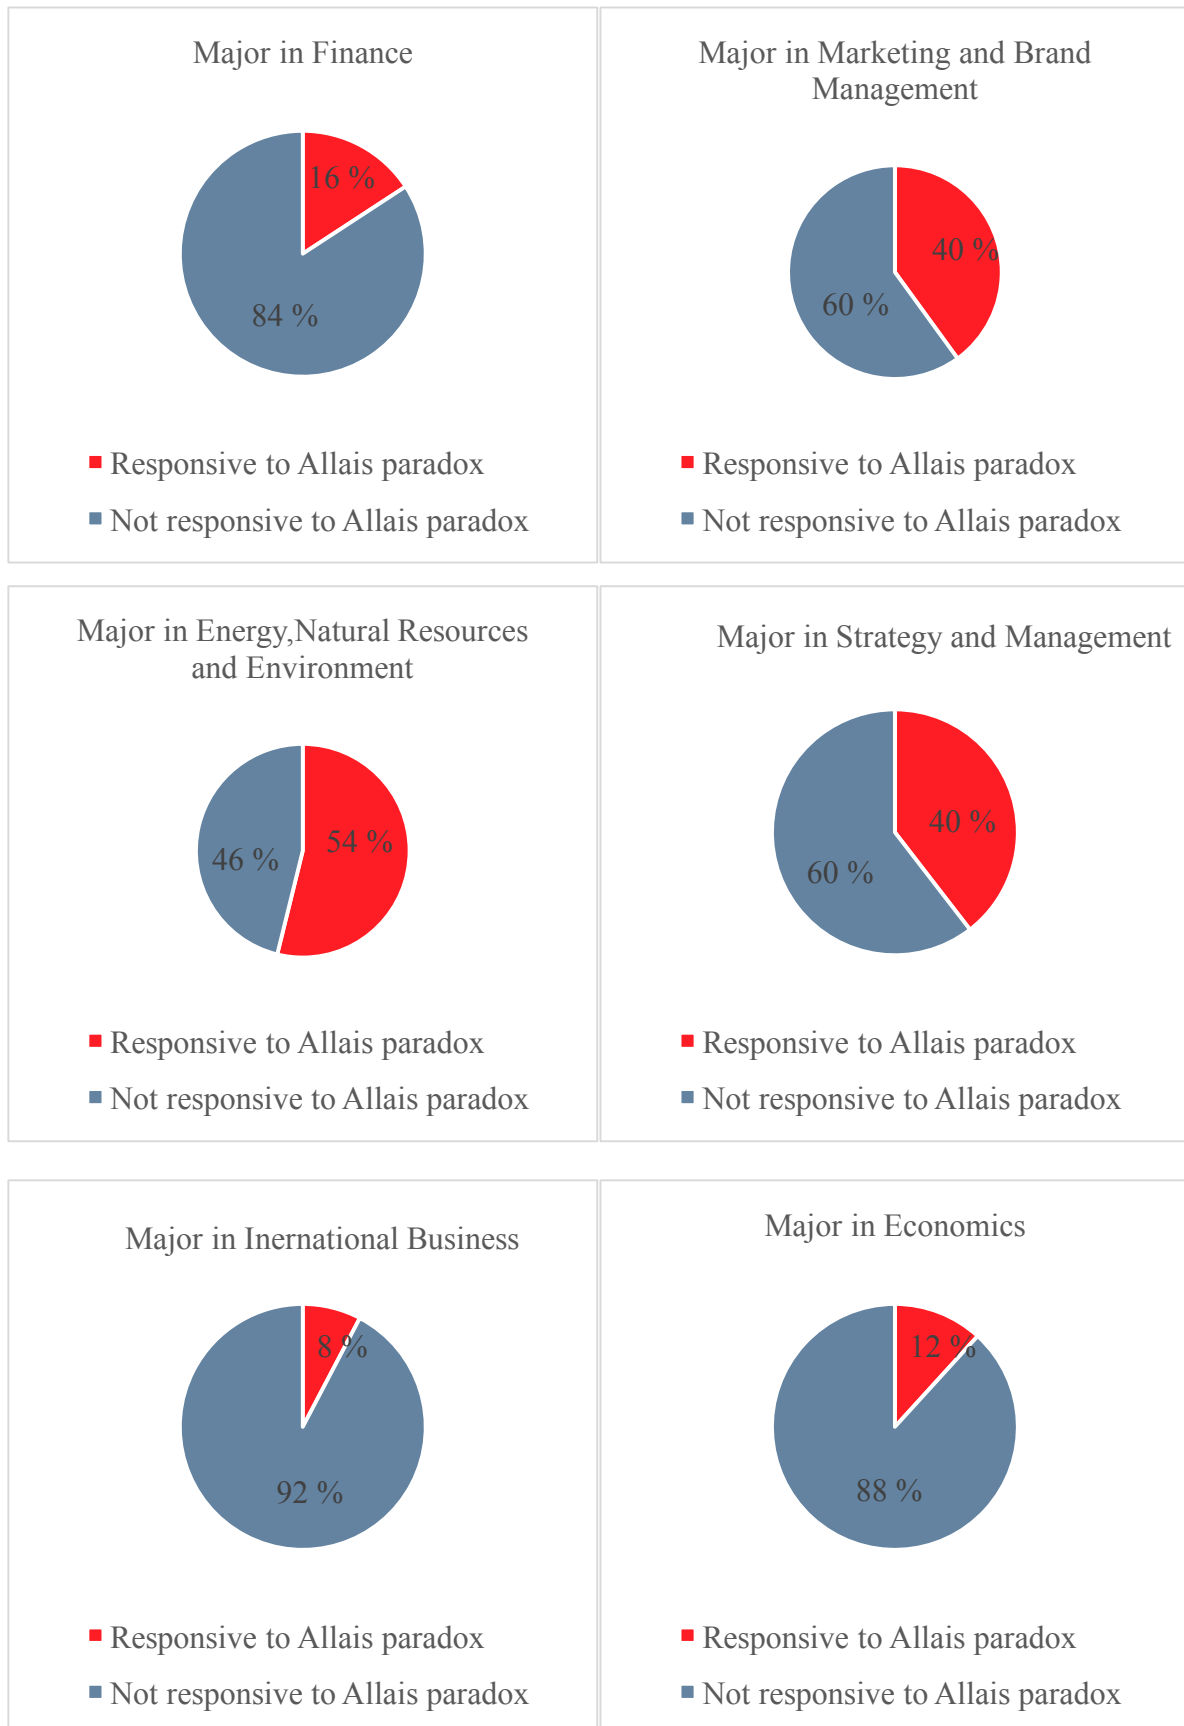 Major in Finance
16 %
84 %
Responsive to Allais paradox
Not responsive to Allais paradox
Major in Marketing and Brand
Management
40 %
60 %
Responsive to Allais paradox
Not responsive to Allais paradox
Major in Energy,Natural Resources
and Environment
54 %
46 %
Responsive to Allais paradox
Not responsive to Allais paradox
Major in Strategy and Management
40 %
60 %
Responsive to Allais paradox
Not responsive to Allais paradox
Major in Inernational Business
8 %
92 %
Responsive to Allais paradox
Not responsive to Allais paradox
Major in Economics
12 %
88 %
Responsive to Allais paradox
Not responsive to Allais paradox